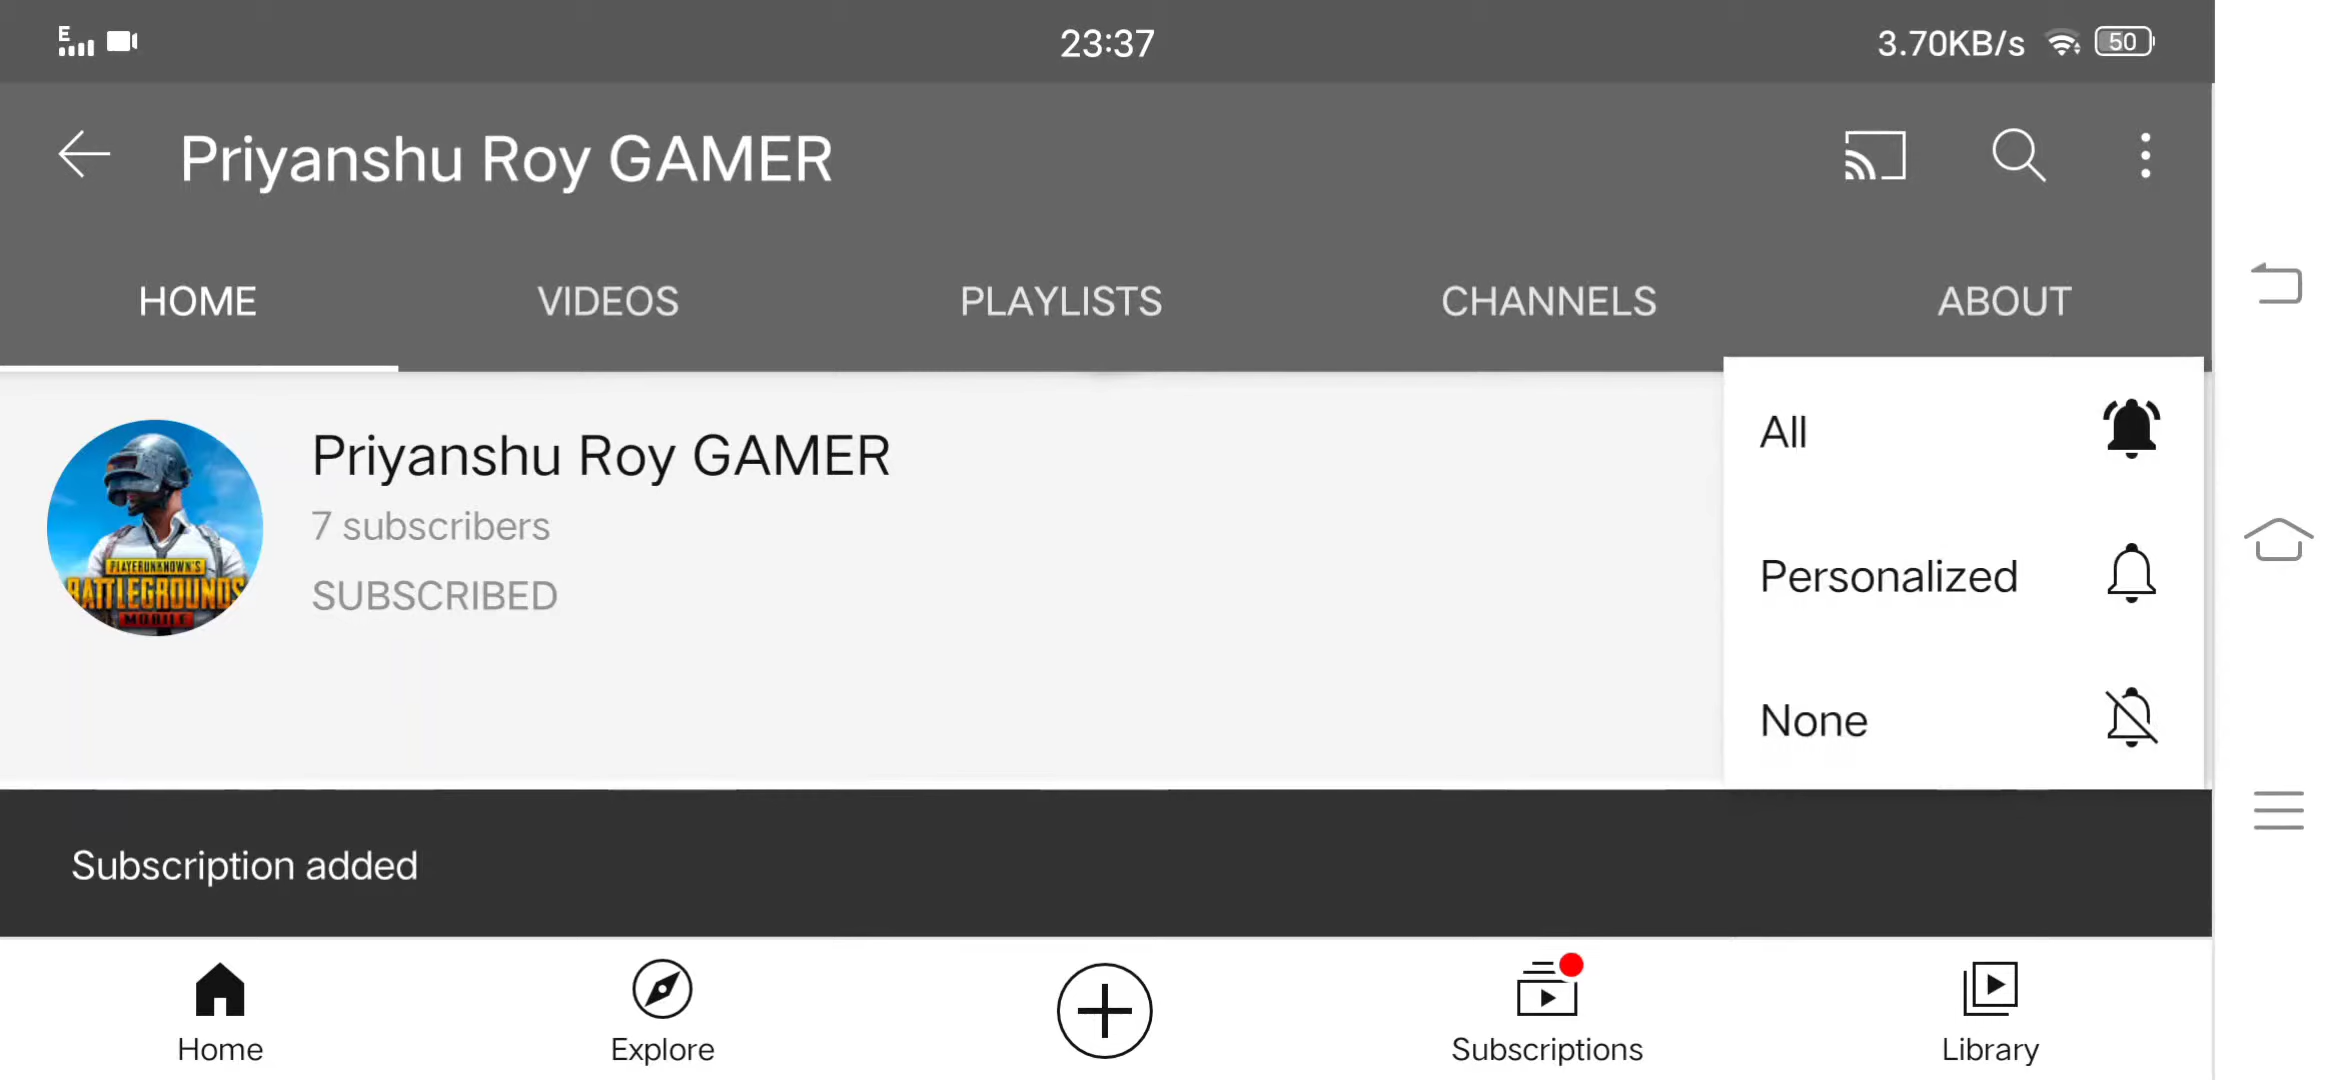 E
23:37
3.70KB/s
50
Priyanshu Roy GAMER
HOME VIDEOS PLAYLISTS CHANNELS ABOUT
Priyanshu Roy GAMER
7 subscribers
SUBSCRIBED
PLAYERUNKNOWN'S
BATTLEGROUNDS
MOBILE
All
Personalized
None
Subscription added
Home Explore Subscriptions Library